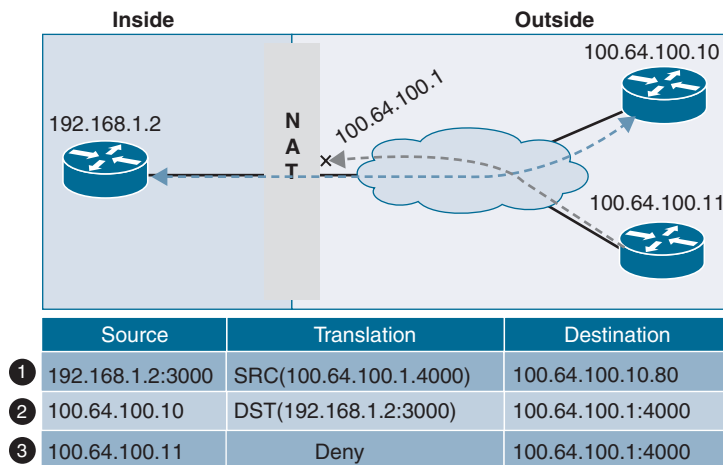 Inside
Outside
100.64.100.10
100.64.100.1
192.168.1.2
N
A
T
100.64.100.11
Source Translation Destination
1 192.168.1.2:3000 SRC(100.64.100.1.4000) 100.64.100.10.80
2 100.64.100.10 DST(192.168.1.2:3000) 100.64.100.1:4000
3 100.64.100.11 Deny 100.64.100.1:4000